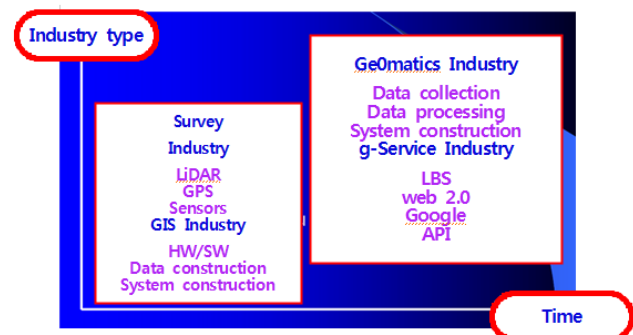 Industry type
Ge0matics Industry
Data collection
Data processing
System construction
g-Service Industry
LBS
web 2.0
Google
API
Survey
Industry
LiDAR
GPS
Sensors
GIS Industry
HW/SW
Data construction
System construction
Time